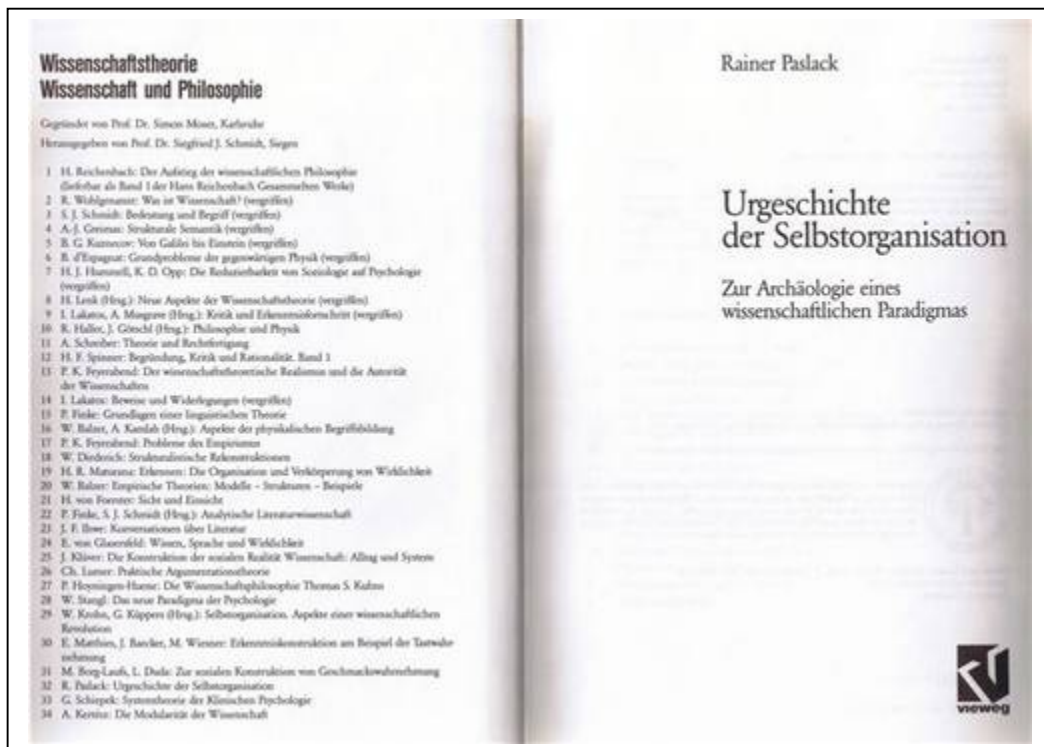 Wissenschaftstheorie
Wissenschaft und Philosophie
Gegründet von Prof. Dr. Simon Moser, Karlsruhe
Herausgegeben von Prof. Dr. Siegfried J. Schmidt, Siegen
1 H. Reichenbach: Der Aufstieg der wissenschaftlichen Philosophie
(lieferbar als Band 1 der Hans Reichenbach Gesammelten Werke)
2 R. Wohlgenannt: Was ist Wissenschaft? (vergriffen)
3 S. J. Schmidt: Bedeutung und Begriff (vergriffen)
4 A.-J. Greimas: Strukturale Semantik (vergriffen)
5 B. G. Kuznecov: Von Galilei bis Einstein (vergriffen)
6 B. d'Espagnat: Grundprobleme der gegenwärtigen Physik (vergriffen)
7 H. J. Hummell, K. D. Opp: Die Reduzierbarkeit von Soziologie auf Psychologie
(vergriffen)
8 H. Lenk (Hrsg.): Neue Aspekte der Wissenschaftstheorie (vergriffen)
9 I. Lakatos, A. Musgrave (Hrsg.): Kritik und Erkenntnisfortschritt (vergriffen)
10 R. Haller, J. Götschl (Hrsg.): Philosophie und Physik
11 A. Schreiber: Theorie und Rechtfertigung
12 H. F. Spinner: Begründung, Kritik und Rationalität. Band 1
13 P. K. Feyerabend: Der wissenschaftstheoretische Realismus und die Autorität
der Wissenschaften
14 I. Lakatos: Beweise und Widerlegungen (vergriffen)
15 P. Finke: Grundlagen einer linguistischen Theorie
16 W. Balzer, A. Kamlah (Hrsg.): Aspekte der physikalischen Begriffsbildung
17 P. K. Feyerabend: Probleme des Empirismus
18 W. Diederich: Strukturalistische Rekonstruktionen
19 H. R. Maturana: Erkennen: Die Organisation und Verkörperung von Wirklichkeit
20 W. Balzer: Empirische Theorien: Modelle – Strukturen – Beispiele
21 H. von Foerster: Sicht und Einsicht
22 P. Finke, S. J. Schmidt (Hrsg.): Analytische Literaturwissenschaft
23 J. F. Ihwe: Konversationen über Literatur
24 E. von Glasersfeld: Wissen, Sprache und Wirklichkeit
25 J. Klüver: Die Konstruktion der sozialen Realität Wissenschaft: Alltag und System
26 Ch. Lumer: Praktische Argumentationstheorie
27 P. Hoyningen-Huene: Die Wissenschaftsphilosophie Thomas S. Kuhns
28 W. Stangl: Das neue Paradigma der Psychologie
29 W. Krohn, G. Küppers (Hrsg.): Selbstorganisation. Aspekte einer wissenschaftlichen
Revolution
30 E. Matthies, J. Baecker, M. Wiesner: Erkenntniskonstruktion am Beispiel der Tastwahr
nehmung
31 M. Borg-Laufs, L. Duda: Zur sozialen Konstruktion von Geschmackswahrnehmung
32 R. Paslack: Urgeschichte der Selbstorganisation
33 G. Schiepek: Systemtheorie der Klinischen Psychologie
34 A. Kertész: Die Modularität der Wissenschaft
Rainer Paslack
Urgeschichte
der Selbstorganisation
Zur Archäologie eines
wissenschaftlichen Paradigmas
vieweg